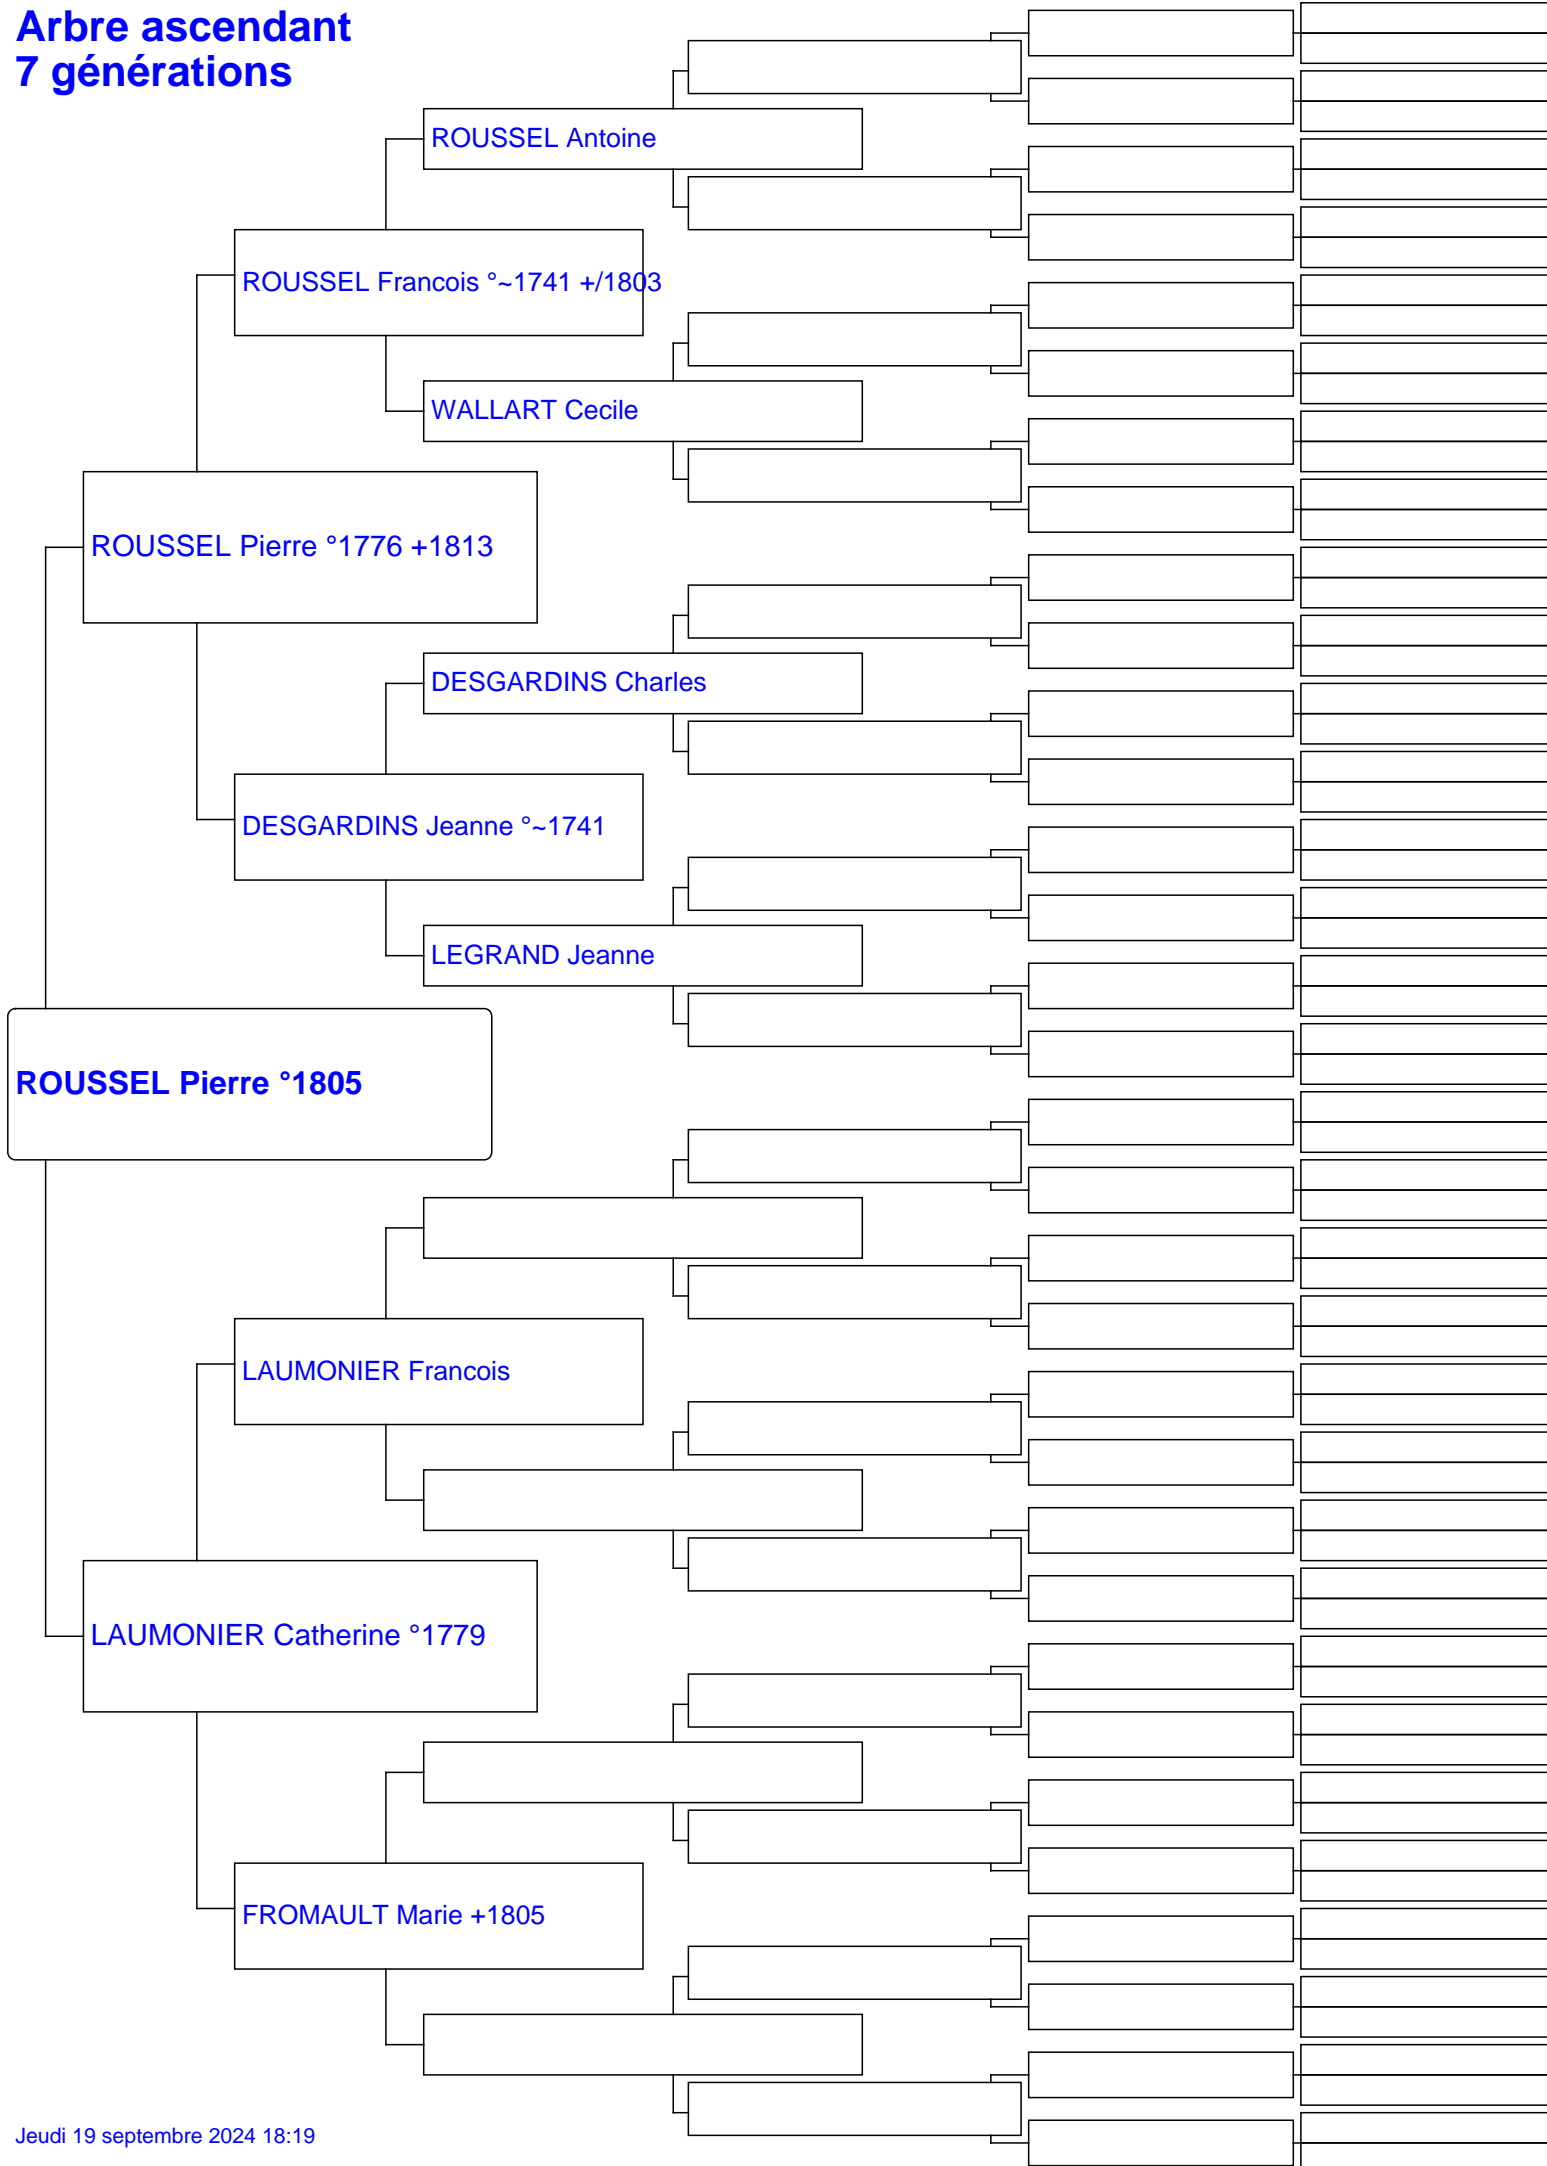 Arbre ascendant
7 générations
ROUSSEL Antoine
ROUSSEL Francois °~1741 +/1803
WALLART Cecile
ROUSSEL Pierre °1776 +1813
DESGARDINS Charles
DESGARDINS Jeanne °~1741
LEGRAND Jeanne
ROUSSEL Pierre °1805
LAUMONIER Francois
LAUMONIER Catherine °1779
FROMAULT Marie +1805
Jeudi 19 septembre 2024 18:19